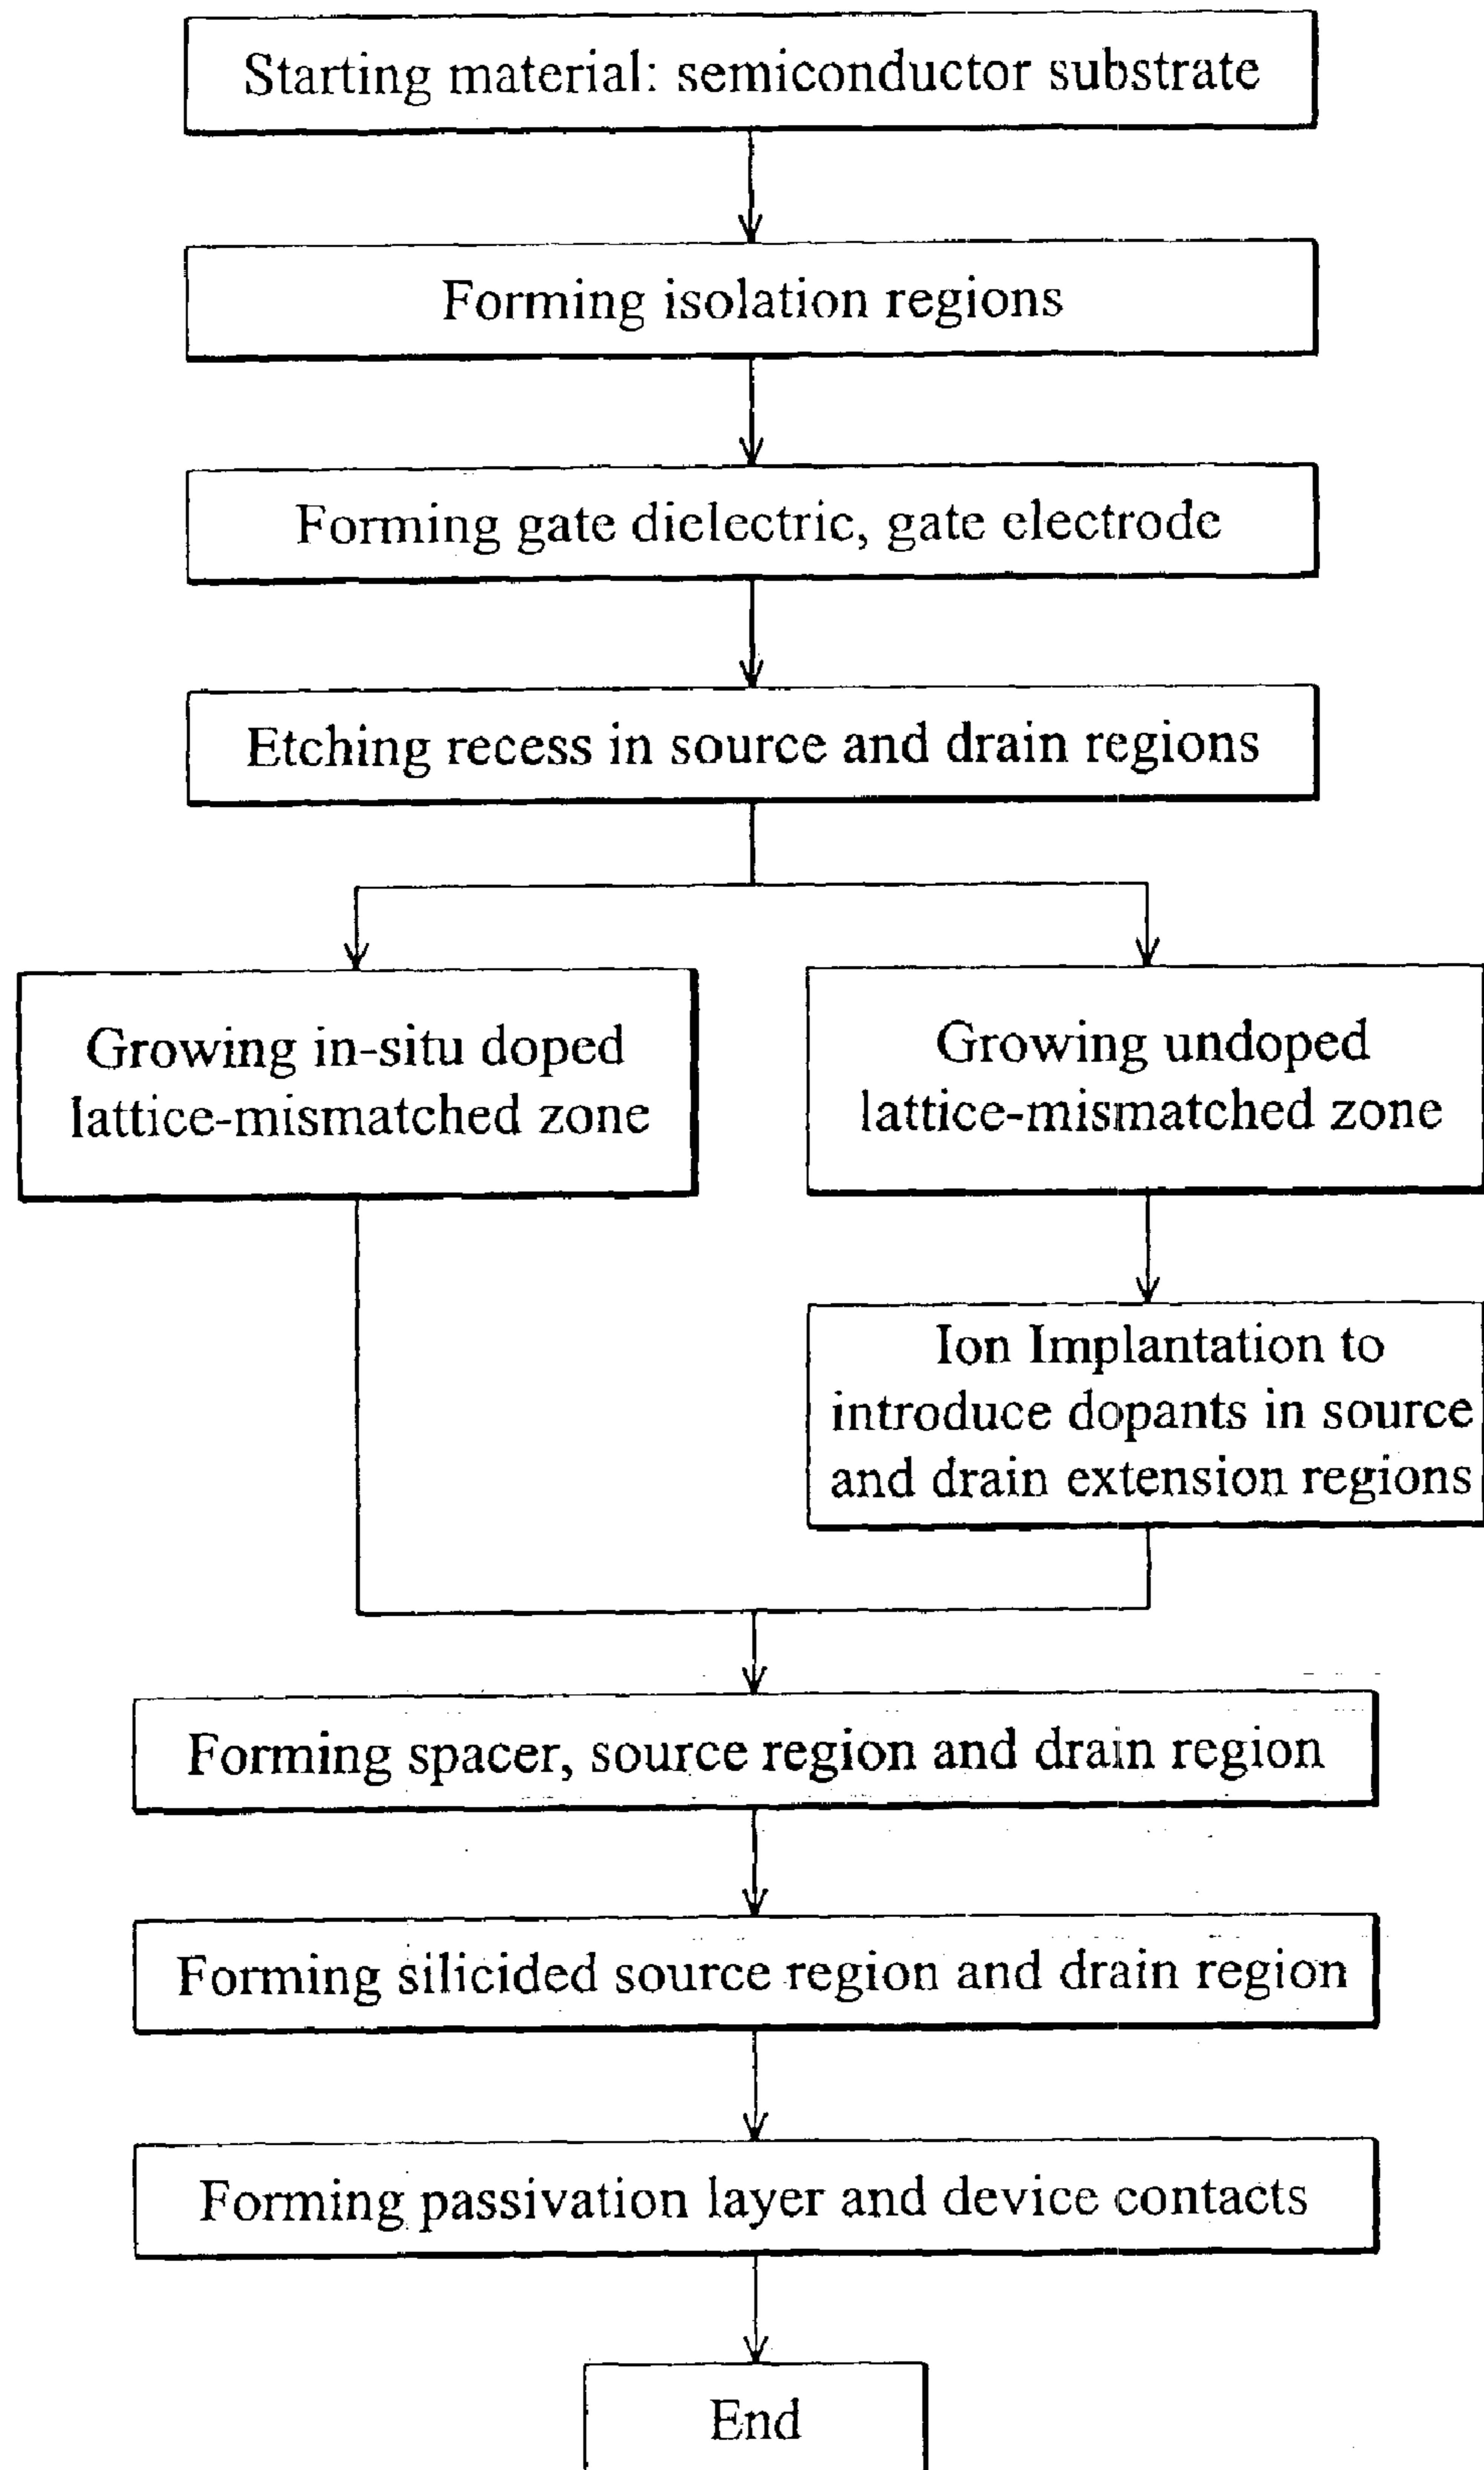 Starting material: semiconductor substrate
Forming isolation regions
Forming gate dielectric, gate electrode
Etching recess in source and drain regions
Growing in-situ doped
lattice-mismatched zone
Growing undoped
lattice-mismatched zone
Ion Implantation to
introduce dopants in source
and drain extension regions
Forming spacer, source region and drain region
Forming silicided source region and drain region
Forming passivation layer and device contacts
End